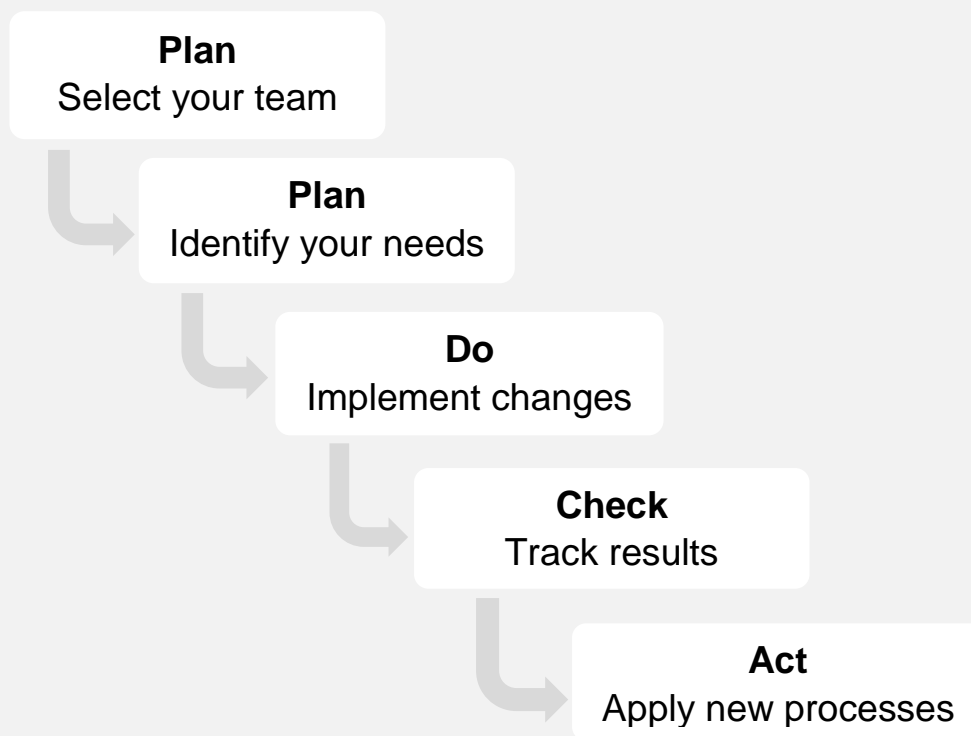 Plan
Select your team
Plan
Identify your needs
Do
Implement changes
Check
Track results
Act
Apply new processes